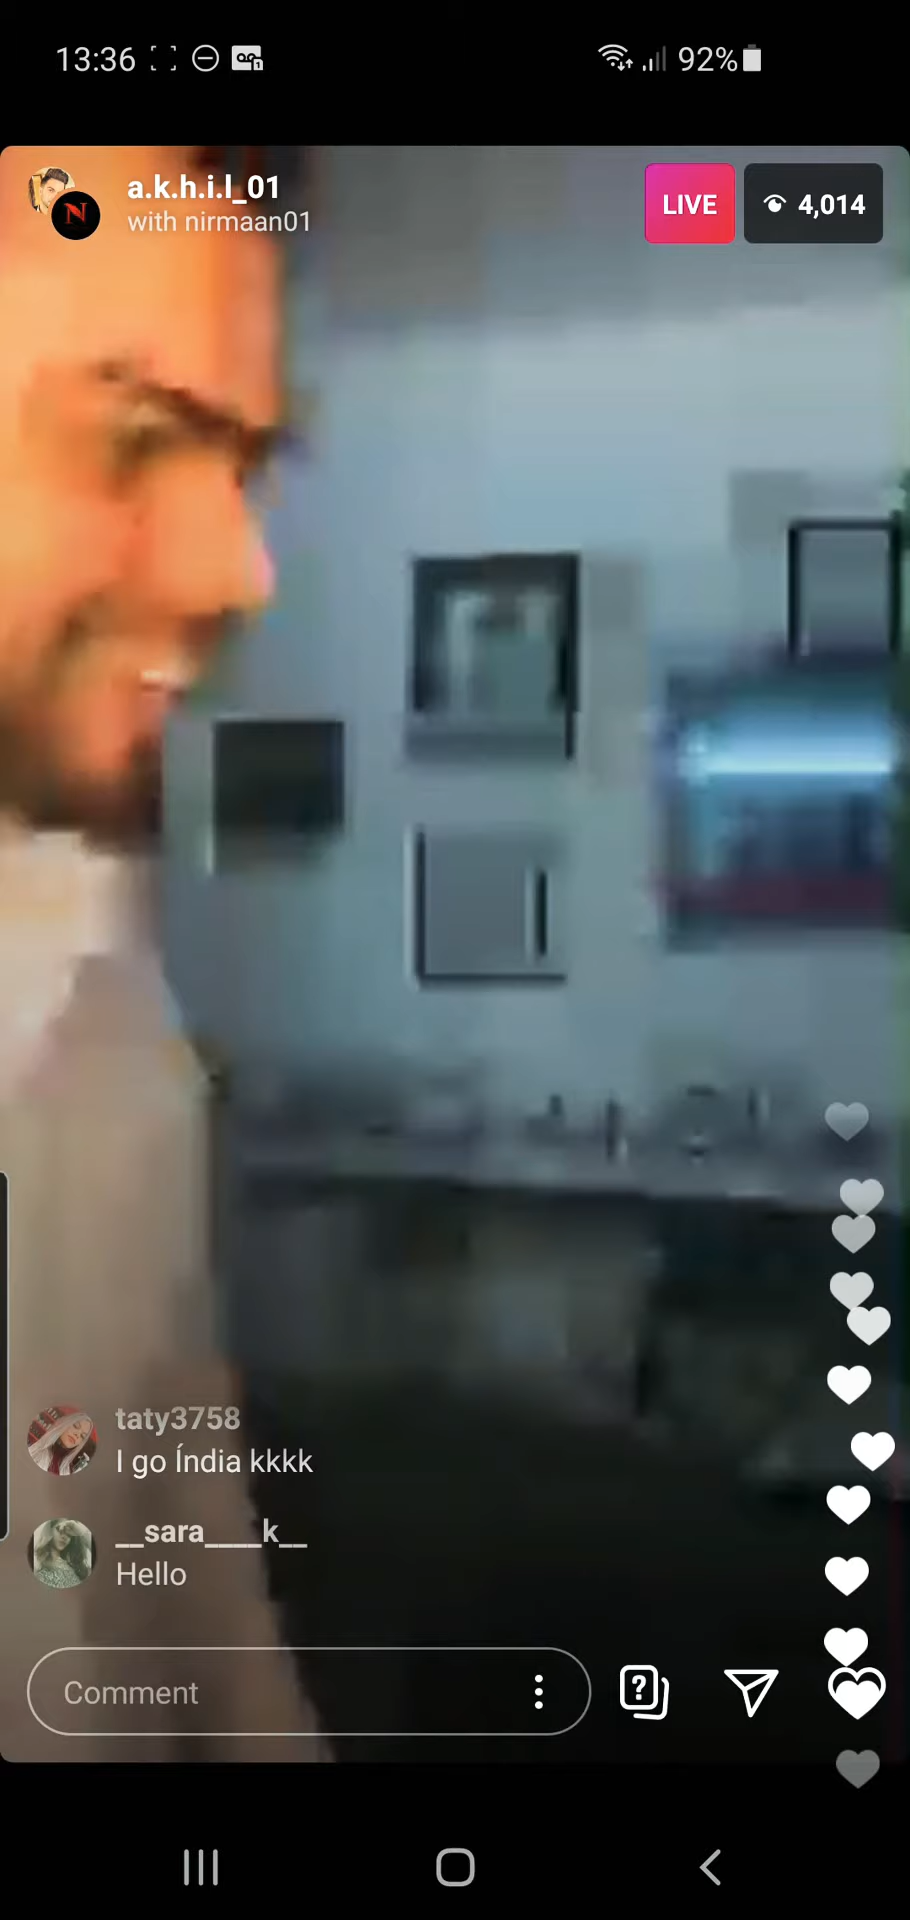 13:36
92%
a.k.h.i.l_01
with nirmaan01
N
LIVE
4,014
taty3758
I go Índia kkkk
__sara____k__
Hello
Comment
?